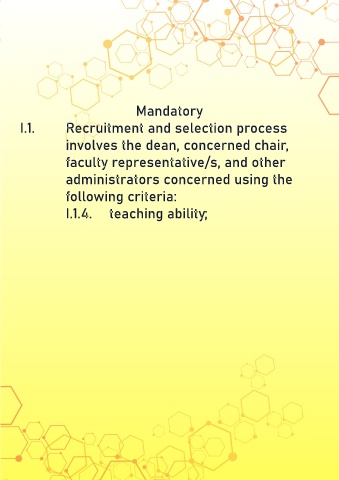 Mandatory
I.1. Recruitment and selection process
involves the dean, concerned chair,
faculty representative/s, and other
administrators concerned using the
following criteria:
I.1.4. teaching ability;